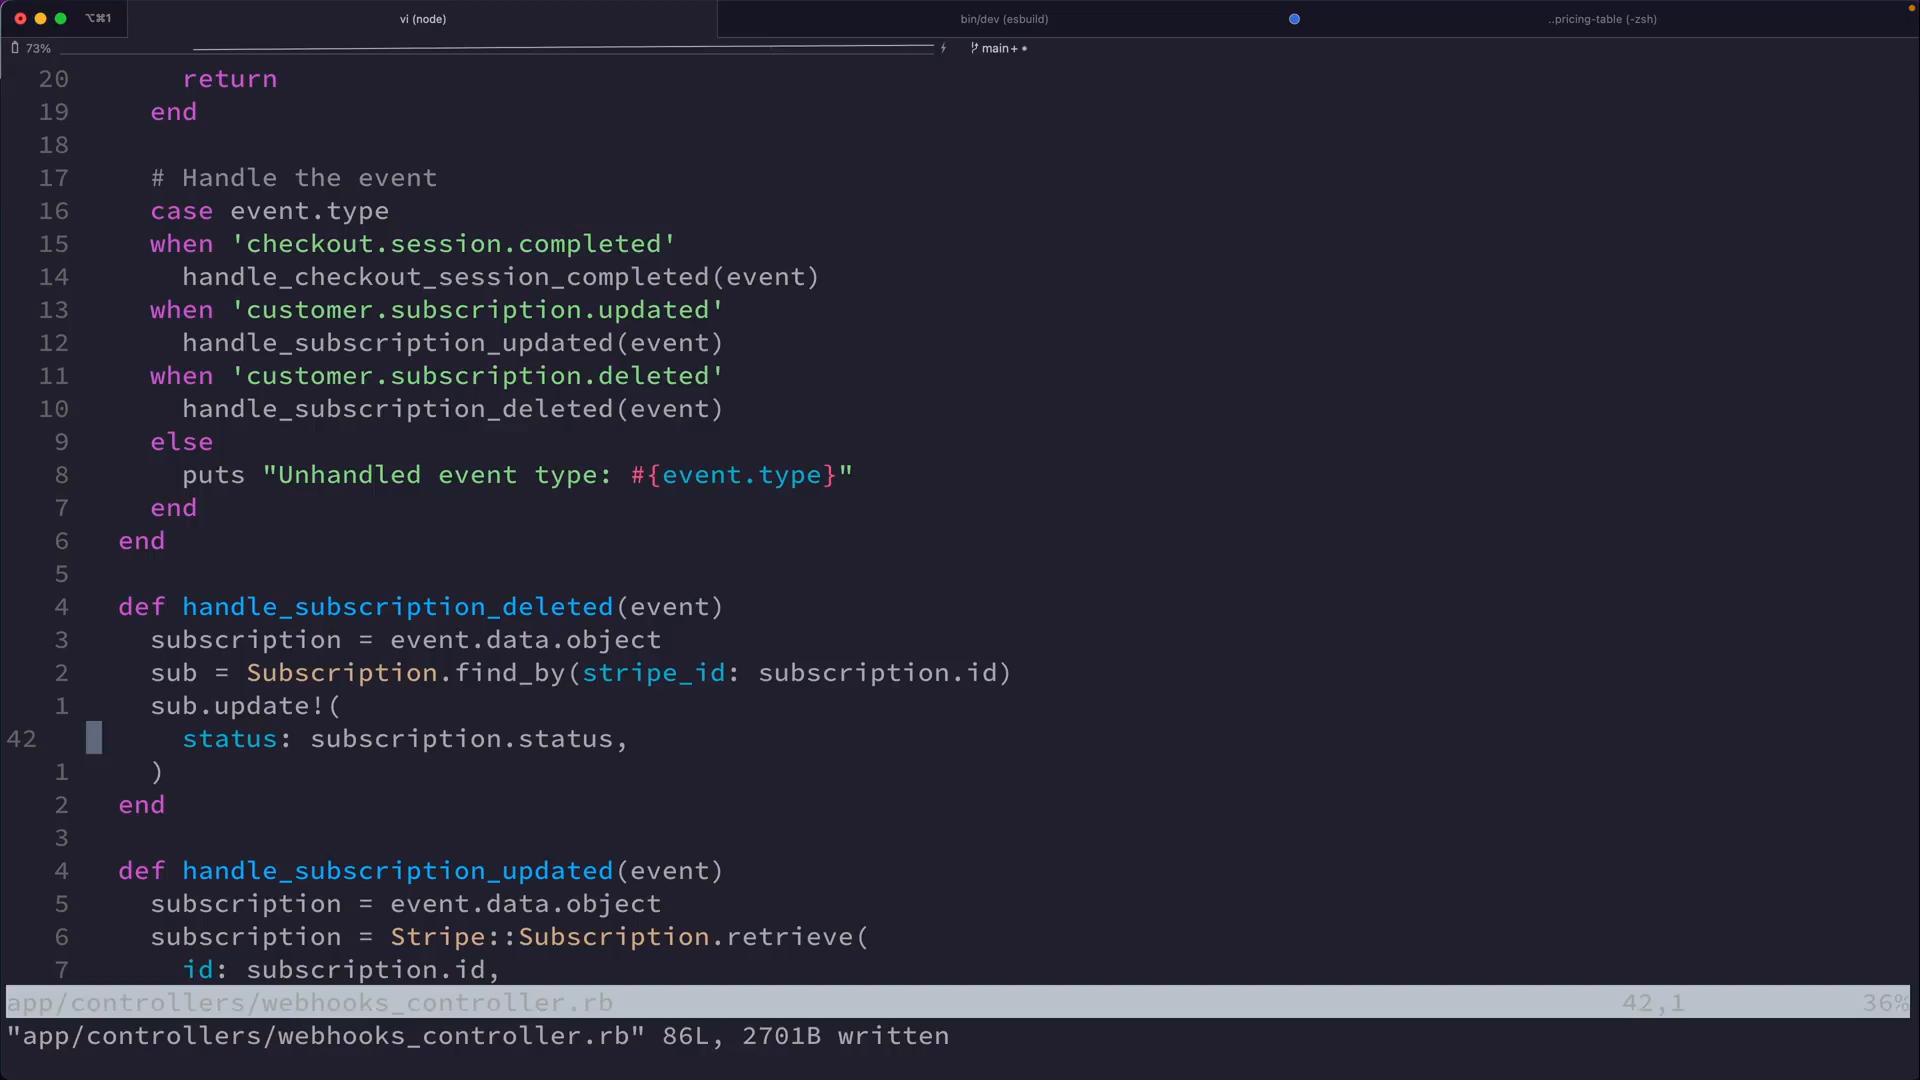 ⌥⌘1 vi (node) bin/dev (esbuild) ..pricing-table (-zsh)
73% main+ •
20 return
19 end
18
17 # Handle the event
16 case event.type
15 when 'checkout.session.completed'
14 handle_checkout_session_completed(event)
13 when 'customer.subscription.updated'
12 handle_subscription_updated(event)
11 when 'customer.subscription.deleted'
10 handle_subscription_deleted(event)
9 else
8 puts "Unhandled event type: #{event.type}"
7 end
6 end
5
4 def handle_subscription_deleted(event)
3 subscription = event.data.object
2 sub = Subscription.find_by(stripe_id: subscription.id)
1 sub.update!(
42 status: subscription.status,
1 )
2 end
3
4 def handle_subscription_updated(event)
5 subscription = event.data.object
6 subscription = Stripe::Subscription.retrieve(
7 id: subscription.id,
app/controllers/webhooks_controller.rb 42,1 36%
"app/controllers/webhooks_controller.rb" 86L, 2701B written